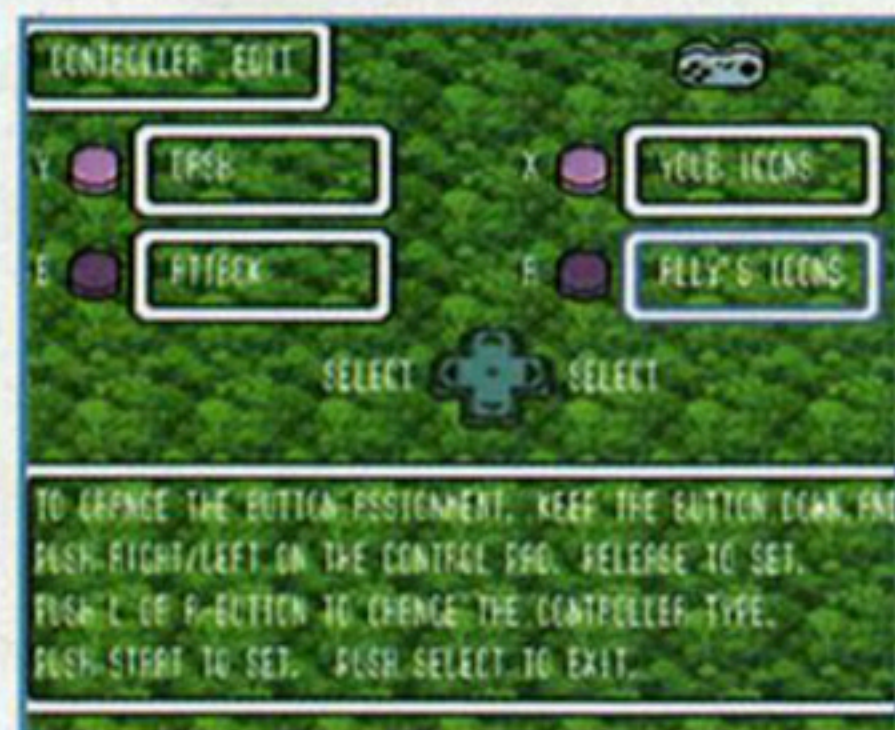 CONTROLLER EDIT
Y DASH X YOUR ICONS
B ATTACK A ALLY'S ICONS
SELECT SELECT
TO CHANGE THE BUTTON ASSIGNMENT. KEEP THE BUTTON DOWN AN
PUSH RIGHT/LEFT ON THE CONTROL PAD. RELEASE TO SET.
PUSH L OR R-BUTTON TO CHANGE THE CONTROLLER TYPE.
PUSH START TO SET. PUSH SELECT TO EXIT.